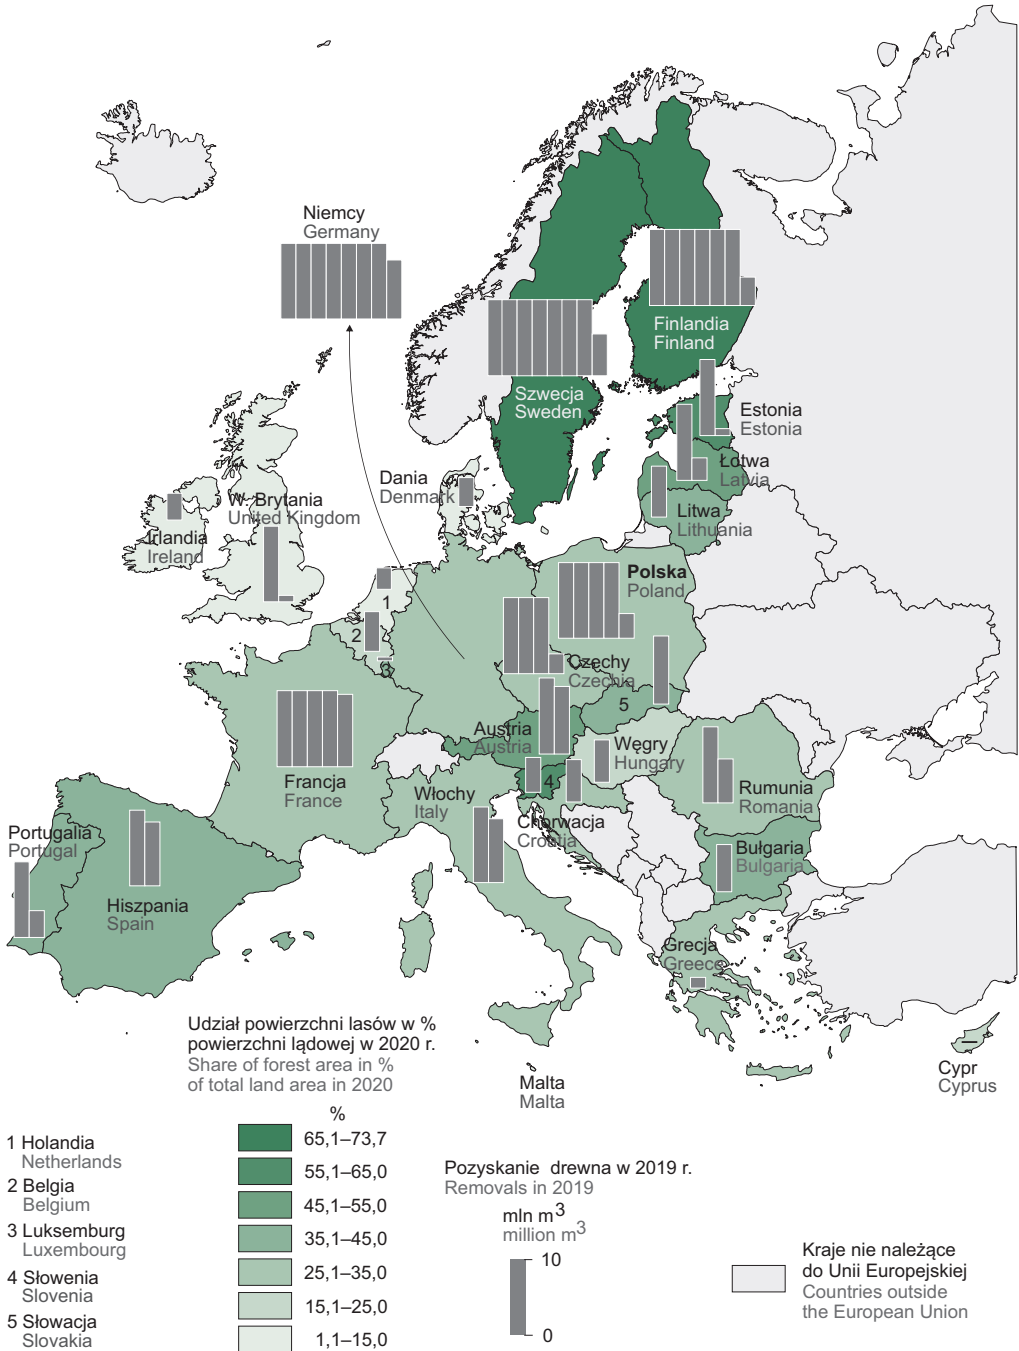 Niemcy
Germany
Finlandia
Finland
Szwecja
Sweden
Estonia
Estonia
Łotwa
Latvia
Dania
Denmark
W. Brytania
United Kingdom
Litwa
Lithuania
Irlandia
Ireland
Polska
Poland
1
2
3
Czechy
Czechia
5
Austria
Austria
Węgry
Hungary
4
Francja
France
Włochy
Italy
Rumunia
Romania
Chorwacja
Croatia
Portugalia
Portugal
Bułgaria
Bulgaria
Hiszpania
Spain
Grecja
Greece
Cypr
Cyprus
Malta
Malta
Udział powierzchni lasów w %
powierzchni lądowej w 2020 r.
Share of forest area in %
of total land area in 2020
%
65,1–73,7
55,1–65,0
45,1–55,0
35,1–45,0
25,1–35,0
15,1–25,0
1,1–15,0
1 Holandia
Netherlands
2 Belgia
Belgium
3 Luksemburg
Luxembourg
4 Słowenia
Slovenia
5 Słowacja
Slovakia
Pozyskanie drewna w 2019 r.
Removals in 2019
mln m³
million m³
10
0
Kraje nie należące
do Unii Europejskiej
Countries outside
the European Union